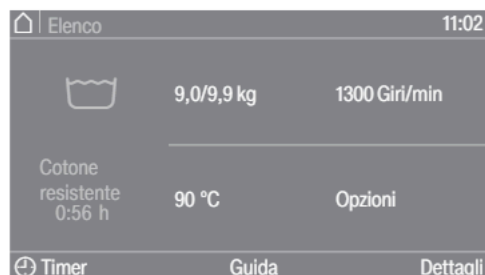 Elenco 11:02
9,0/9,9 kg 1300 Giri/min
Cotone
resistente
0:56 h
90 °C Opzioni
Timer Guida Dettagli